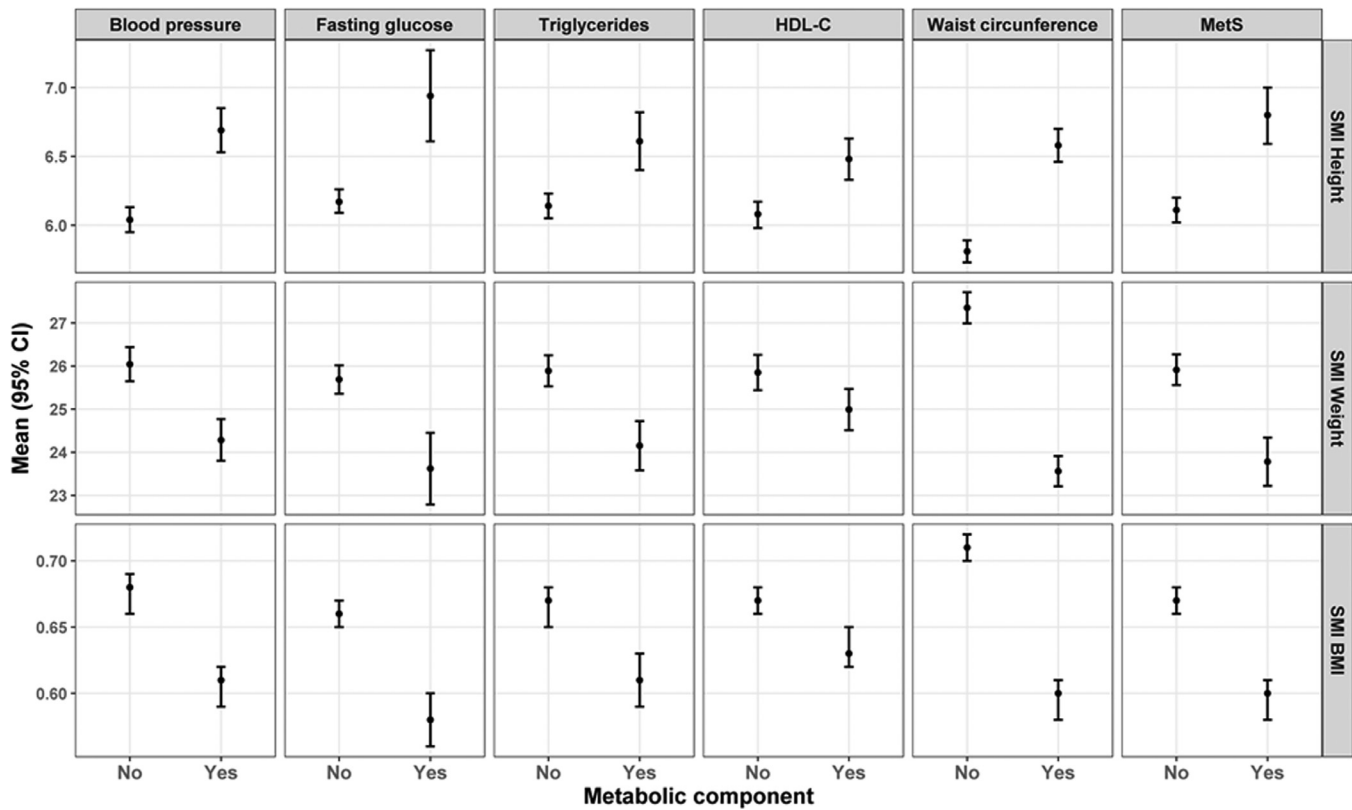 Blood pressure Fasting glucose Triglycerides HDL-C Waist circunference MetS
7.0
6.5
6.0
SMI Height
27
26
25
24
23
SMI Weight
0.70
0.65
0.60
SMI BMI
Mean (95% CI)
No Yes No Yes No Yes No Yes No Yes No Yes
Metabolic component